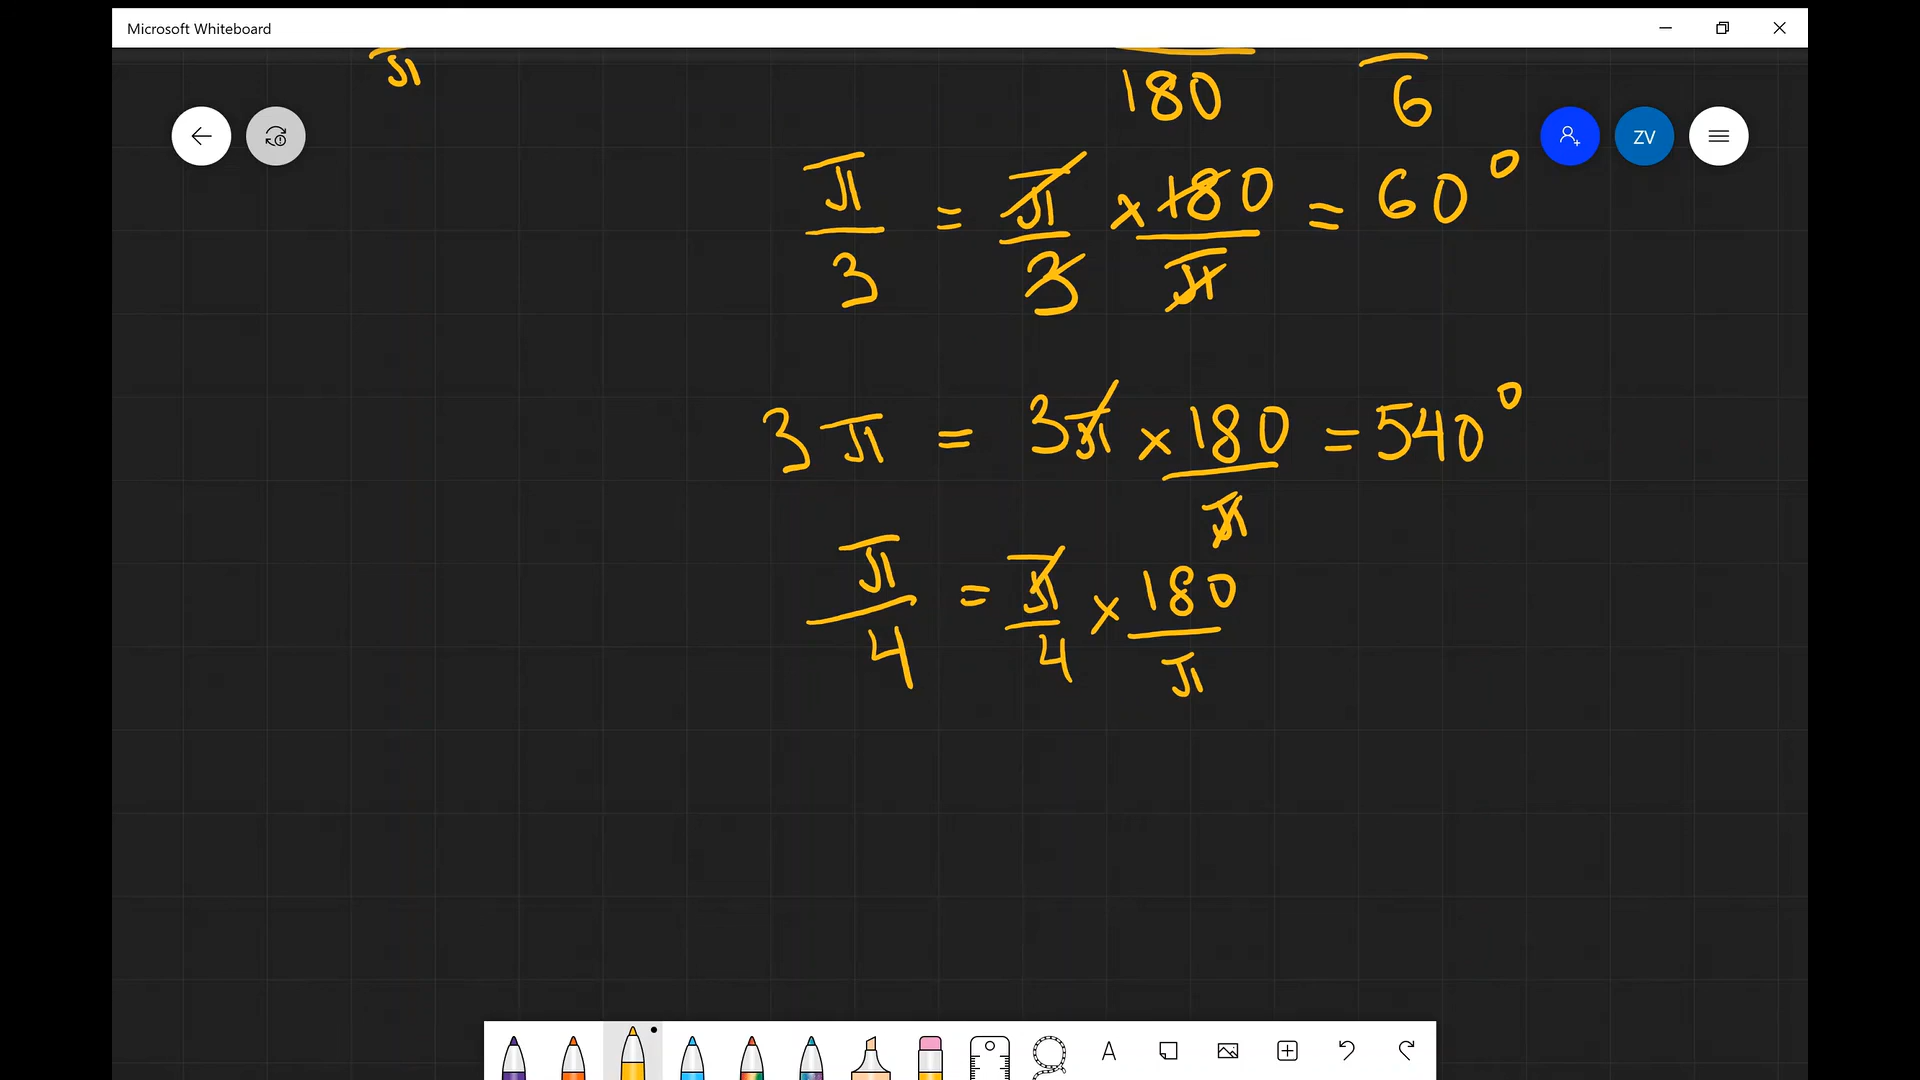 Microsoft Whiteboard
π 180 6
ZV
π/3 = π/3 × 180/π = 60°
3π = 3π × 180/π = 540°
π/4 = π/4 × 180/π
A